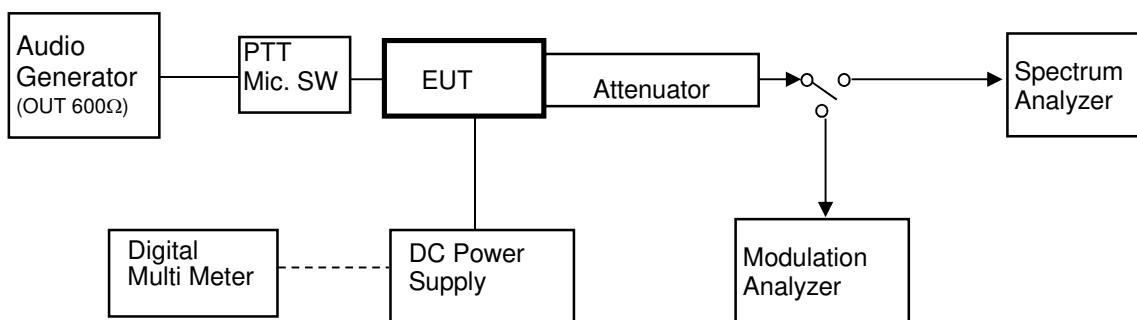 Audio
Generator
(OUT 600Ω)
PTT
Mic. SW
EUT
Attenuator
Spectrum
Analyzer
Digital
Multi Meter
DC Power
Supply
Modulation
Analyzer